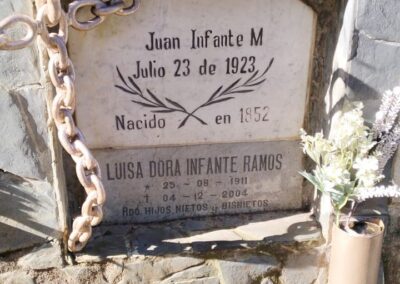 Juan Infante M
Julio 23 de 1923
Nacido en 1852
LUISA DORA INFANTE RAMOS
* 25 - 08 - 1911
† 04 - 12 - 2004
RDO. HIJOS NIETOS y BISNIETOS